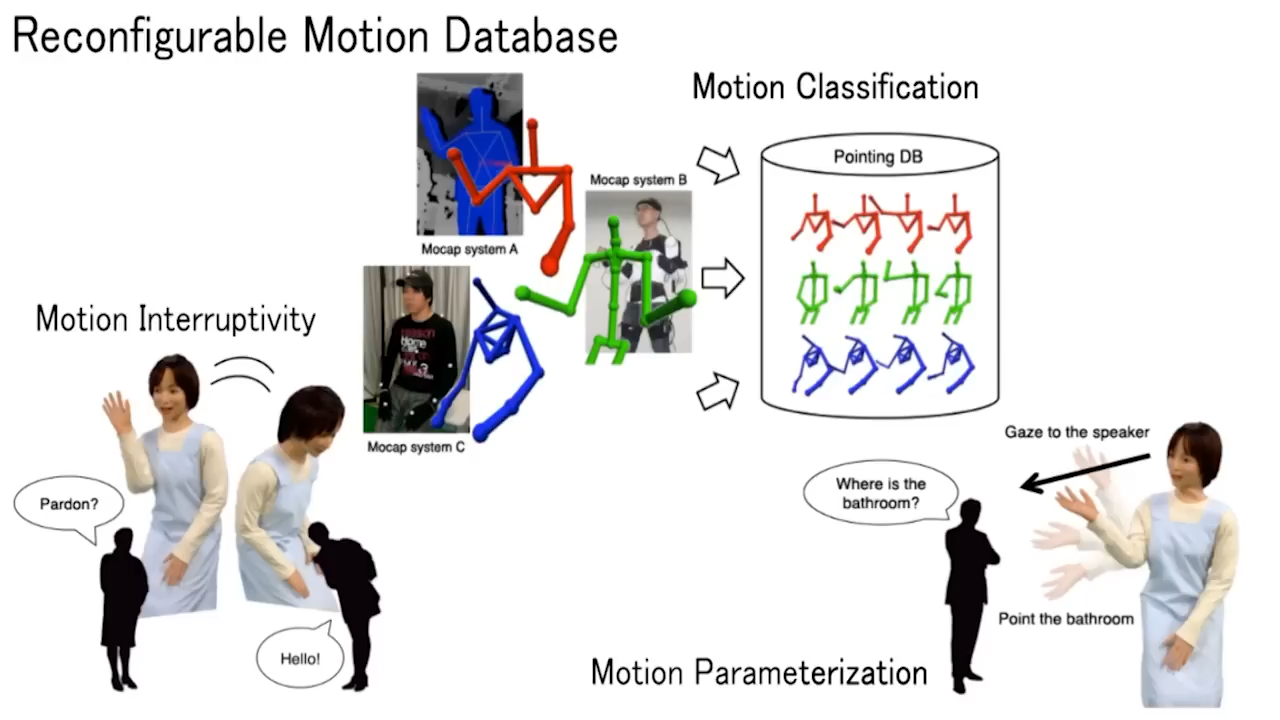 Reconfigurable Motion Database
Motion Classification
Pointing DB
Mocap system B
Mocap system A
Motion Interruptivity
Mocap system C
Gaze to the speaker
Where is the
bathroom?
Pardon?
Point the bathroom
Hello!
Motion Parameterization